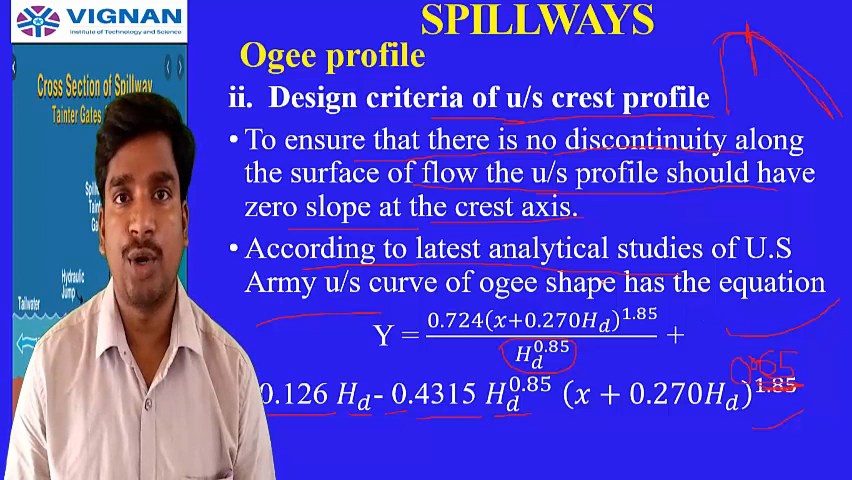 VIGNAN
Institute of Technology and Science
SPILLWAYS
Ogee profile
Cross Section of Spillway
Tainter Gates
ii. Design criteria of u/s crest profile
• To ensure that there is no discontinuity along
the surface of flow the u/s profile should have
zero slope at the crest axis.
• According to latest analytical studies of U.S
Army u/s curve of ogee shape has the equation
Hydraulic
Jump
Tailwater
Y = \frac{0.724(x+0.270H_d)^{1.85}}{H_d^{0.85}} +
0.126 H_d- 0.4315 H_d^{0.85} (x + 0.270H_d)^{1.85}